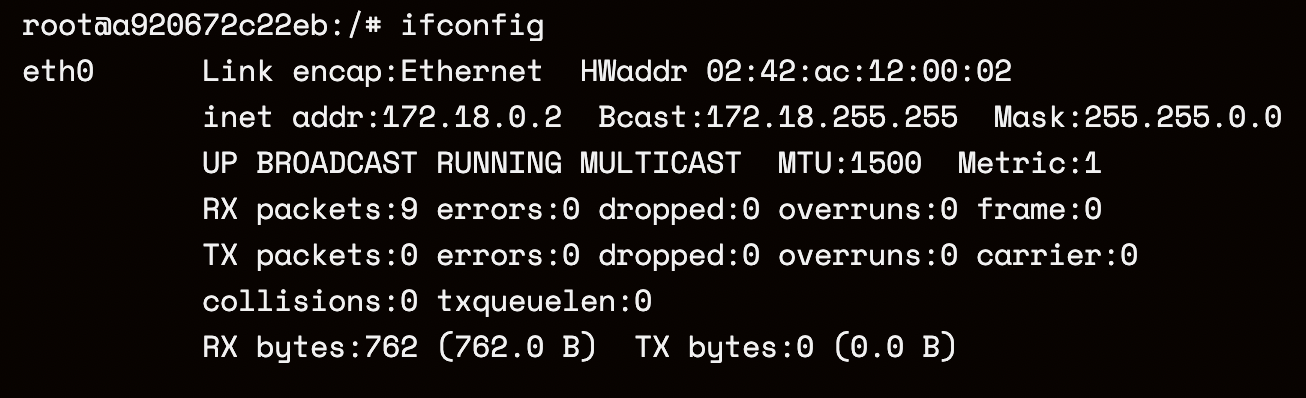 root@a920672c22eb:/# ifconfig
eth0      Link encap:Ethernet  HWaddr 02:42:ac:12:00:02
          inet addr:172.18.0.2  Bcast:172.18.255.255  Mask:255.255.0.0
          UP BROADCAST RUNNING MULTICAST  MTU:1500  Metric:1
          RX packets:9 errors:0 dropped:0 overruns:0 frame:0
          TX packets:0 errors:0 dropped:0 overruns:0 carrier:0
          collisions:0 txqueuelen:0
          RX bytes:762 (762.0 B)  TX bytes:0 (0.0 B)